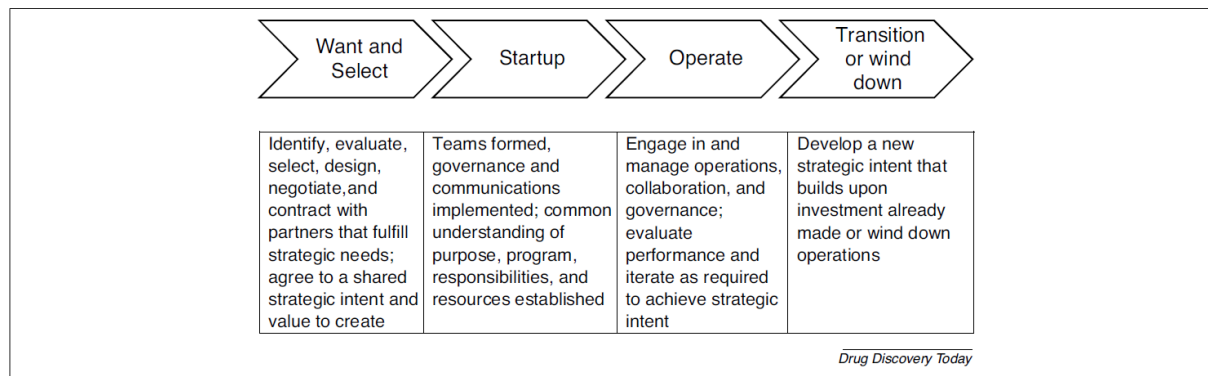 Want and
Select
Startup
Operate
Transition
or wind
down
Identify, evaluate,
select, design,
negotiate,and
contract with
partners that fulfill
strategic needs;
agree to a shared
strategic intent and
value to create
Teams formed,
governance and
communications
implemented; common
understanding of
purpose, program,
responsibilities, and
resources established
Engage in and
manage operations,
collaboration, and
governance;
evaluate
performance and
iterate as required
to achieve strategic
intent
Develop a new
strategic intent that
builds upon
investment already
made or wind down
operations
Drug Discovery Today